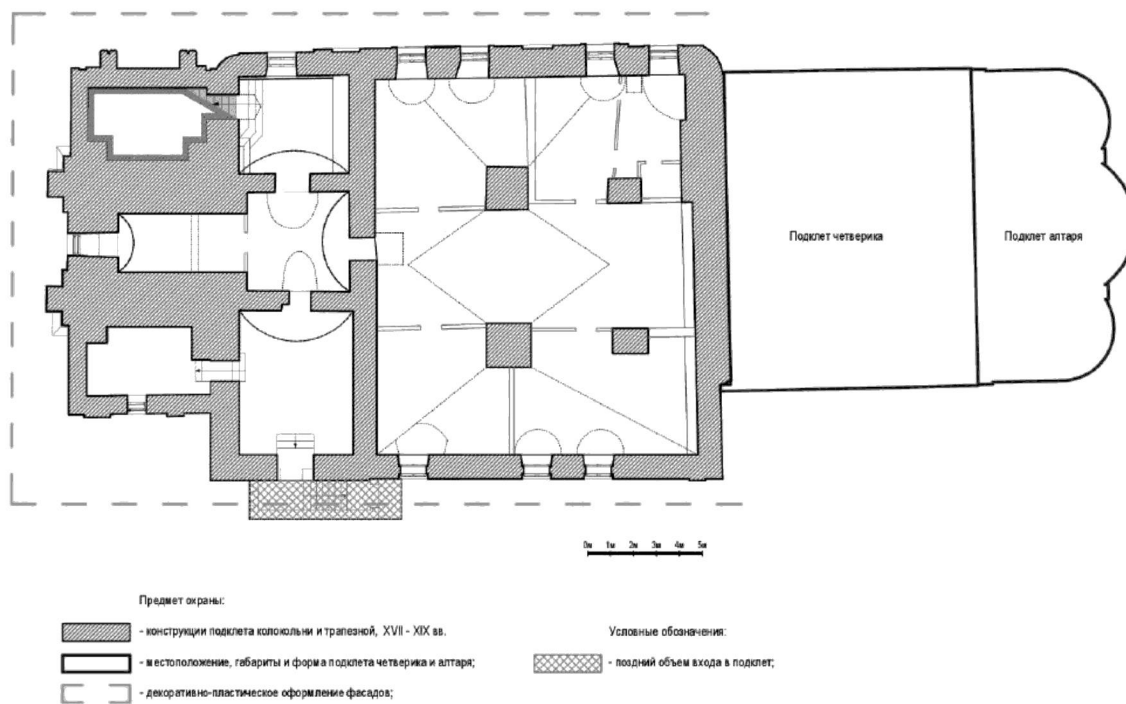 Подклет четверика
Подклет алтаря
0м 1м 2м 3м 4м 5м
Предмет охраны:
- конструкции подклета колокольни и трапезной, XVII - XIX вв.
Условные обозначения:
- местоположение, габариты и форма подклета четверика и алтаря;
- поздний объем входа в подклет;
- декоративно-пластическое оформление фасадов;